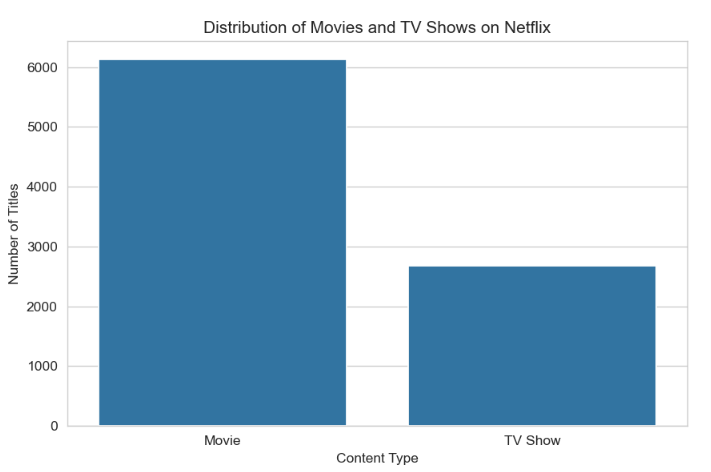 Distribution of Movies and TV Shows on Netflix
6000
5000
4000
3000
2000
1000
0
Number of Titles
Movie
TV Show
Content Type